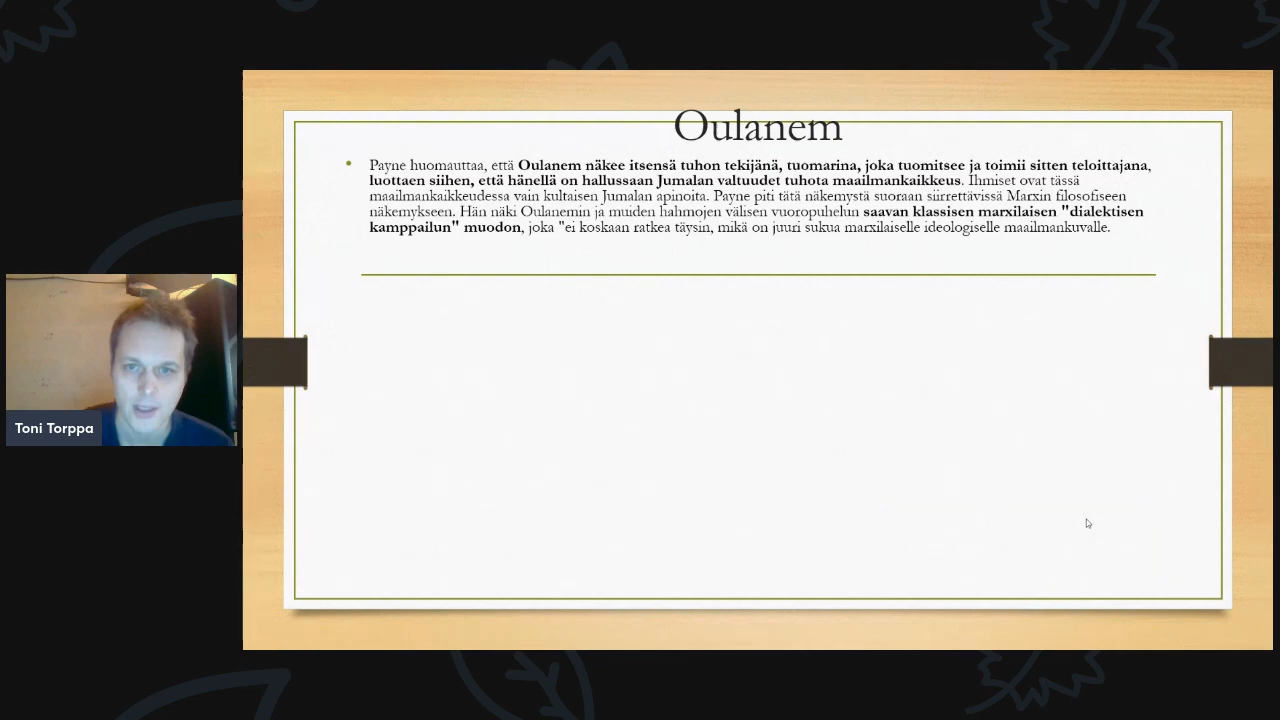 Oulanem
• Payne huomauttaa, että Oulanem näkee itsensä tuhon tekijänä, tuomarina, joka tuomitsee ja toimii sitten teloittajana,
luottaen siihen, että hänellä on hallussaan Jumalan valtuudet tuhota maailmankaikkeus. Ihmiset ovat tässä
maailmankaikkeudessa vain kultaisen Jumalan apinoita. Payne piti tätä näkemystä suoraan siirrettävissä Marxin filosofiseen
näkemykseen. Hän näki Oulanemin ja muiden hahmojen välisen vuoropuhelun saavan klassisen marxilaisen "dialektisen
kamppailun" muodon, joka "ei koskaan ratkea täysin, mikä on juuri sukua marxilaiselle ideologiselle maailmankuvalle.
Toni Torppa